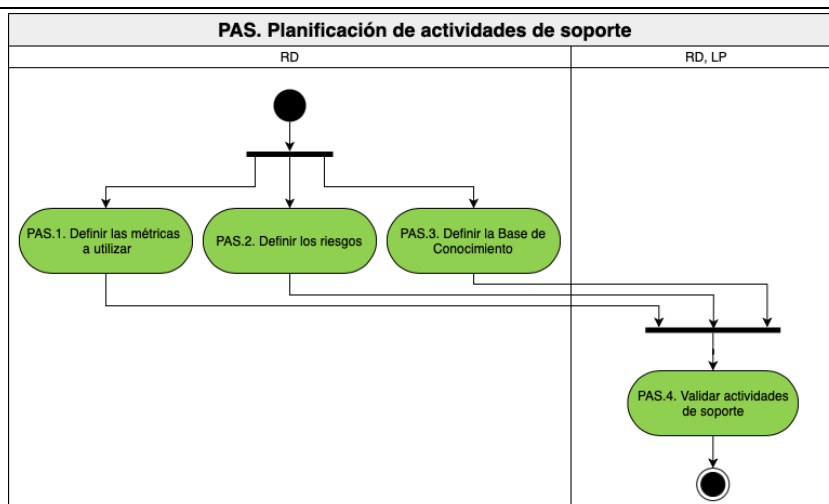 PAS. Planificación de actividades de soporte
RD
RD, LP
PAS.1. Definir las métricas
a utilizar
PAS.2. Definir los riesgos
PAS.3. Definir la Base de
Conocimiento
PAS.4. Validar actividades
de soporte